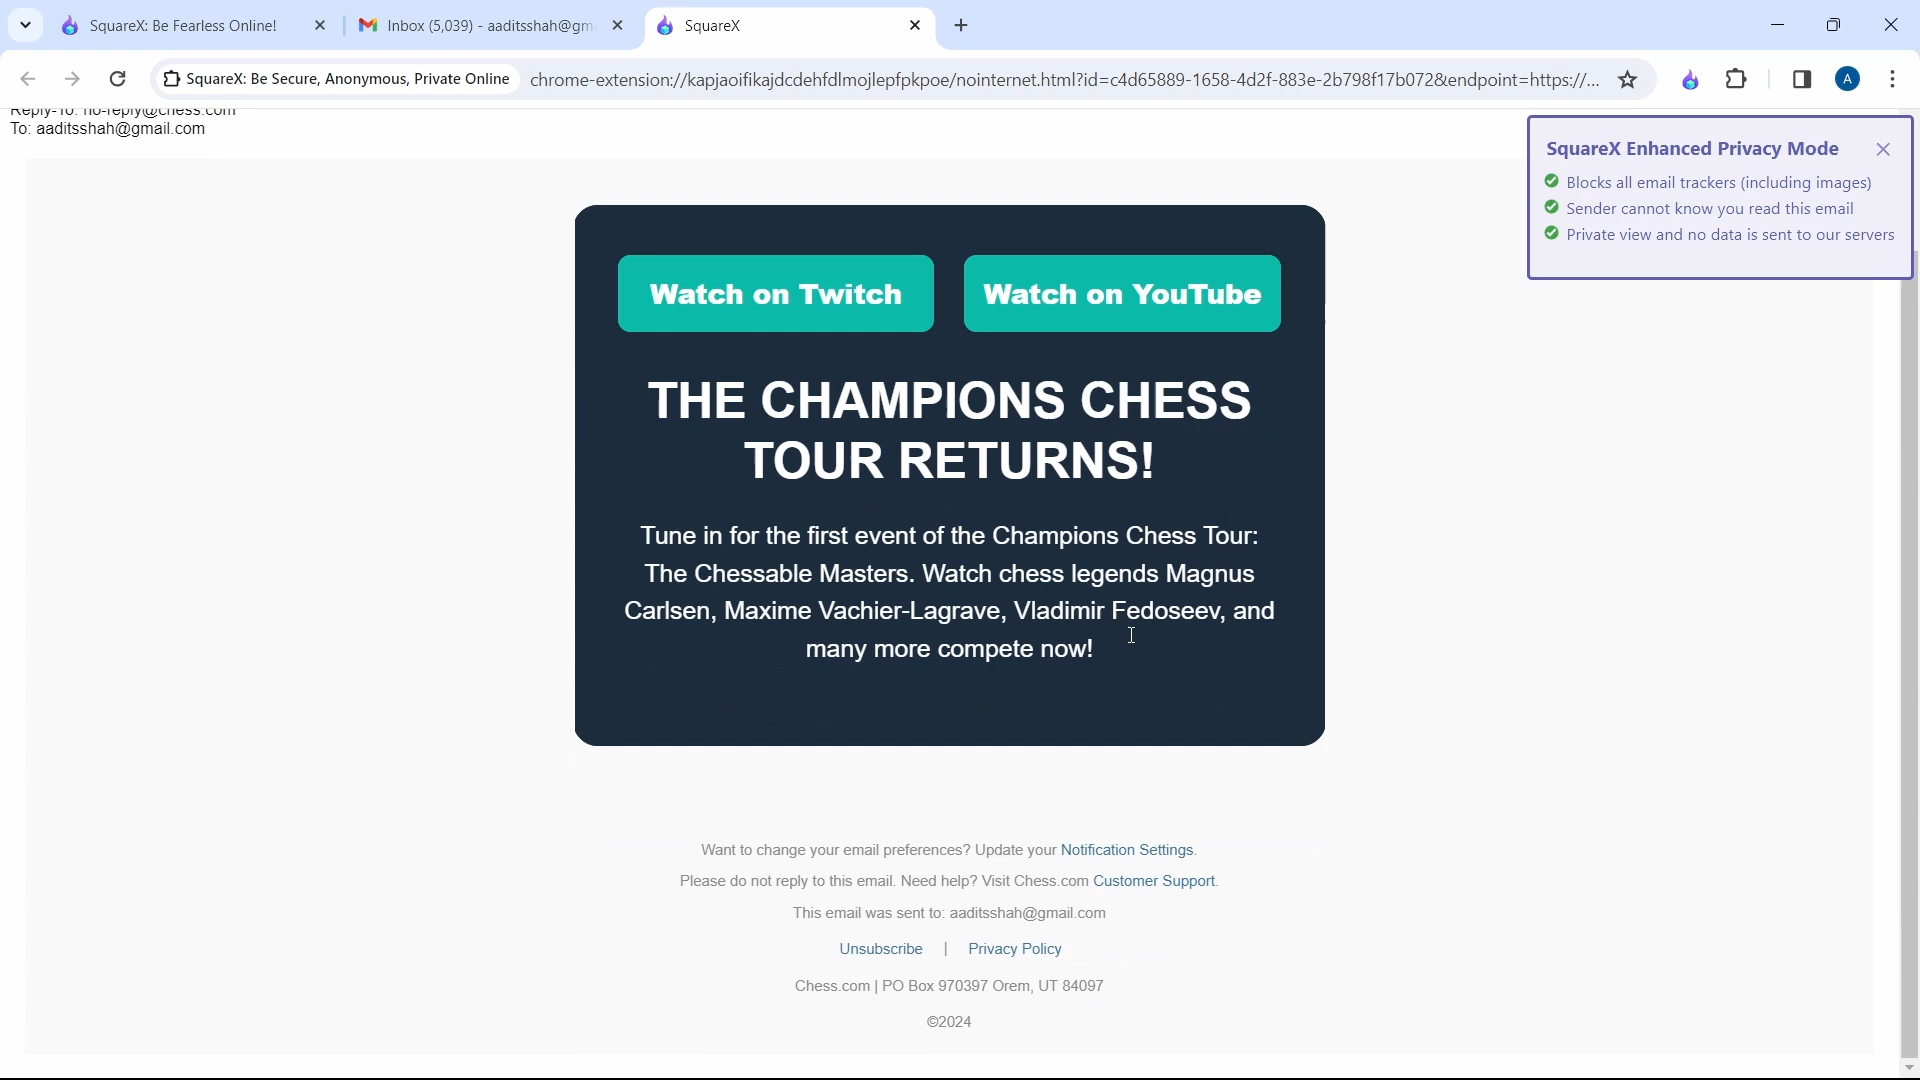 SquareX: Be Fearless Online!
Inbox (5,039) - aaditsshah@gm
SquareX
SquareX: Be Secure, Anonymous, Private Online
chrome-extension://kapjaoifikajdcdehfdlmojlepfpkpoe/nointernet.html?id=c4d65889-1658-4d2f-883e-2b798f17b072&endpoint=https://...
A
Reply-To: no-reply@chess.com
To: aaditsshah@gmail.com
SquareX Enhanced Privacy Mode
Blocks all email trackers (including images)
Sender cannot know you read this email
Private view and no data is sent to our servers
Watch on Twitch
Watch on YouTube
THE CHAMPIONS CHESS
TOUR RETURNS!
Tune in for the first event of the Champions Chess Tour:
The Chessable Masters. Watch chess legends Magnus
Carlsen, Maxime Vachier-Lagrave, Vladimir Fedoseev, and
many more compete now!
Want to change your email preferences? Update your Notification Settings.
Please do not reply to this email. Need help? Visit Chess.com Customer Support.
This email was sent to: aaditsshah@gmail.com
Unsubscribe | Privacy Policy
Chess.com | PO Box 970397 Orem, UT 84097
©2024